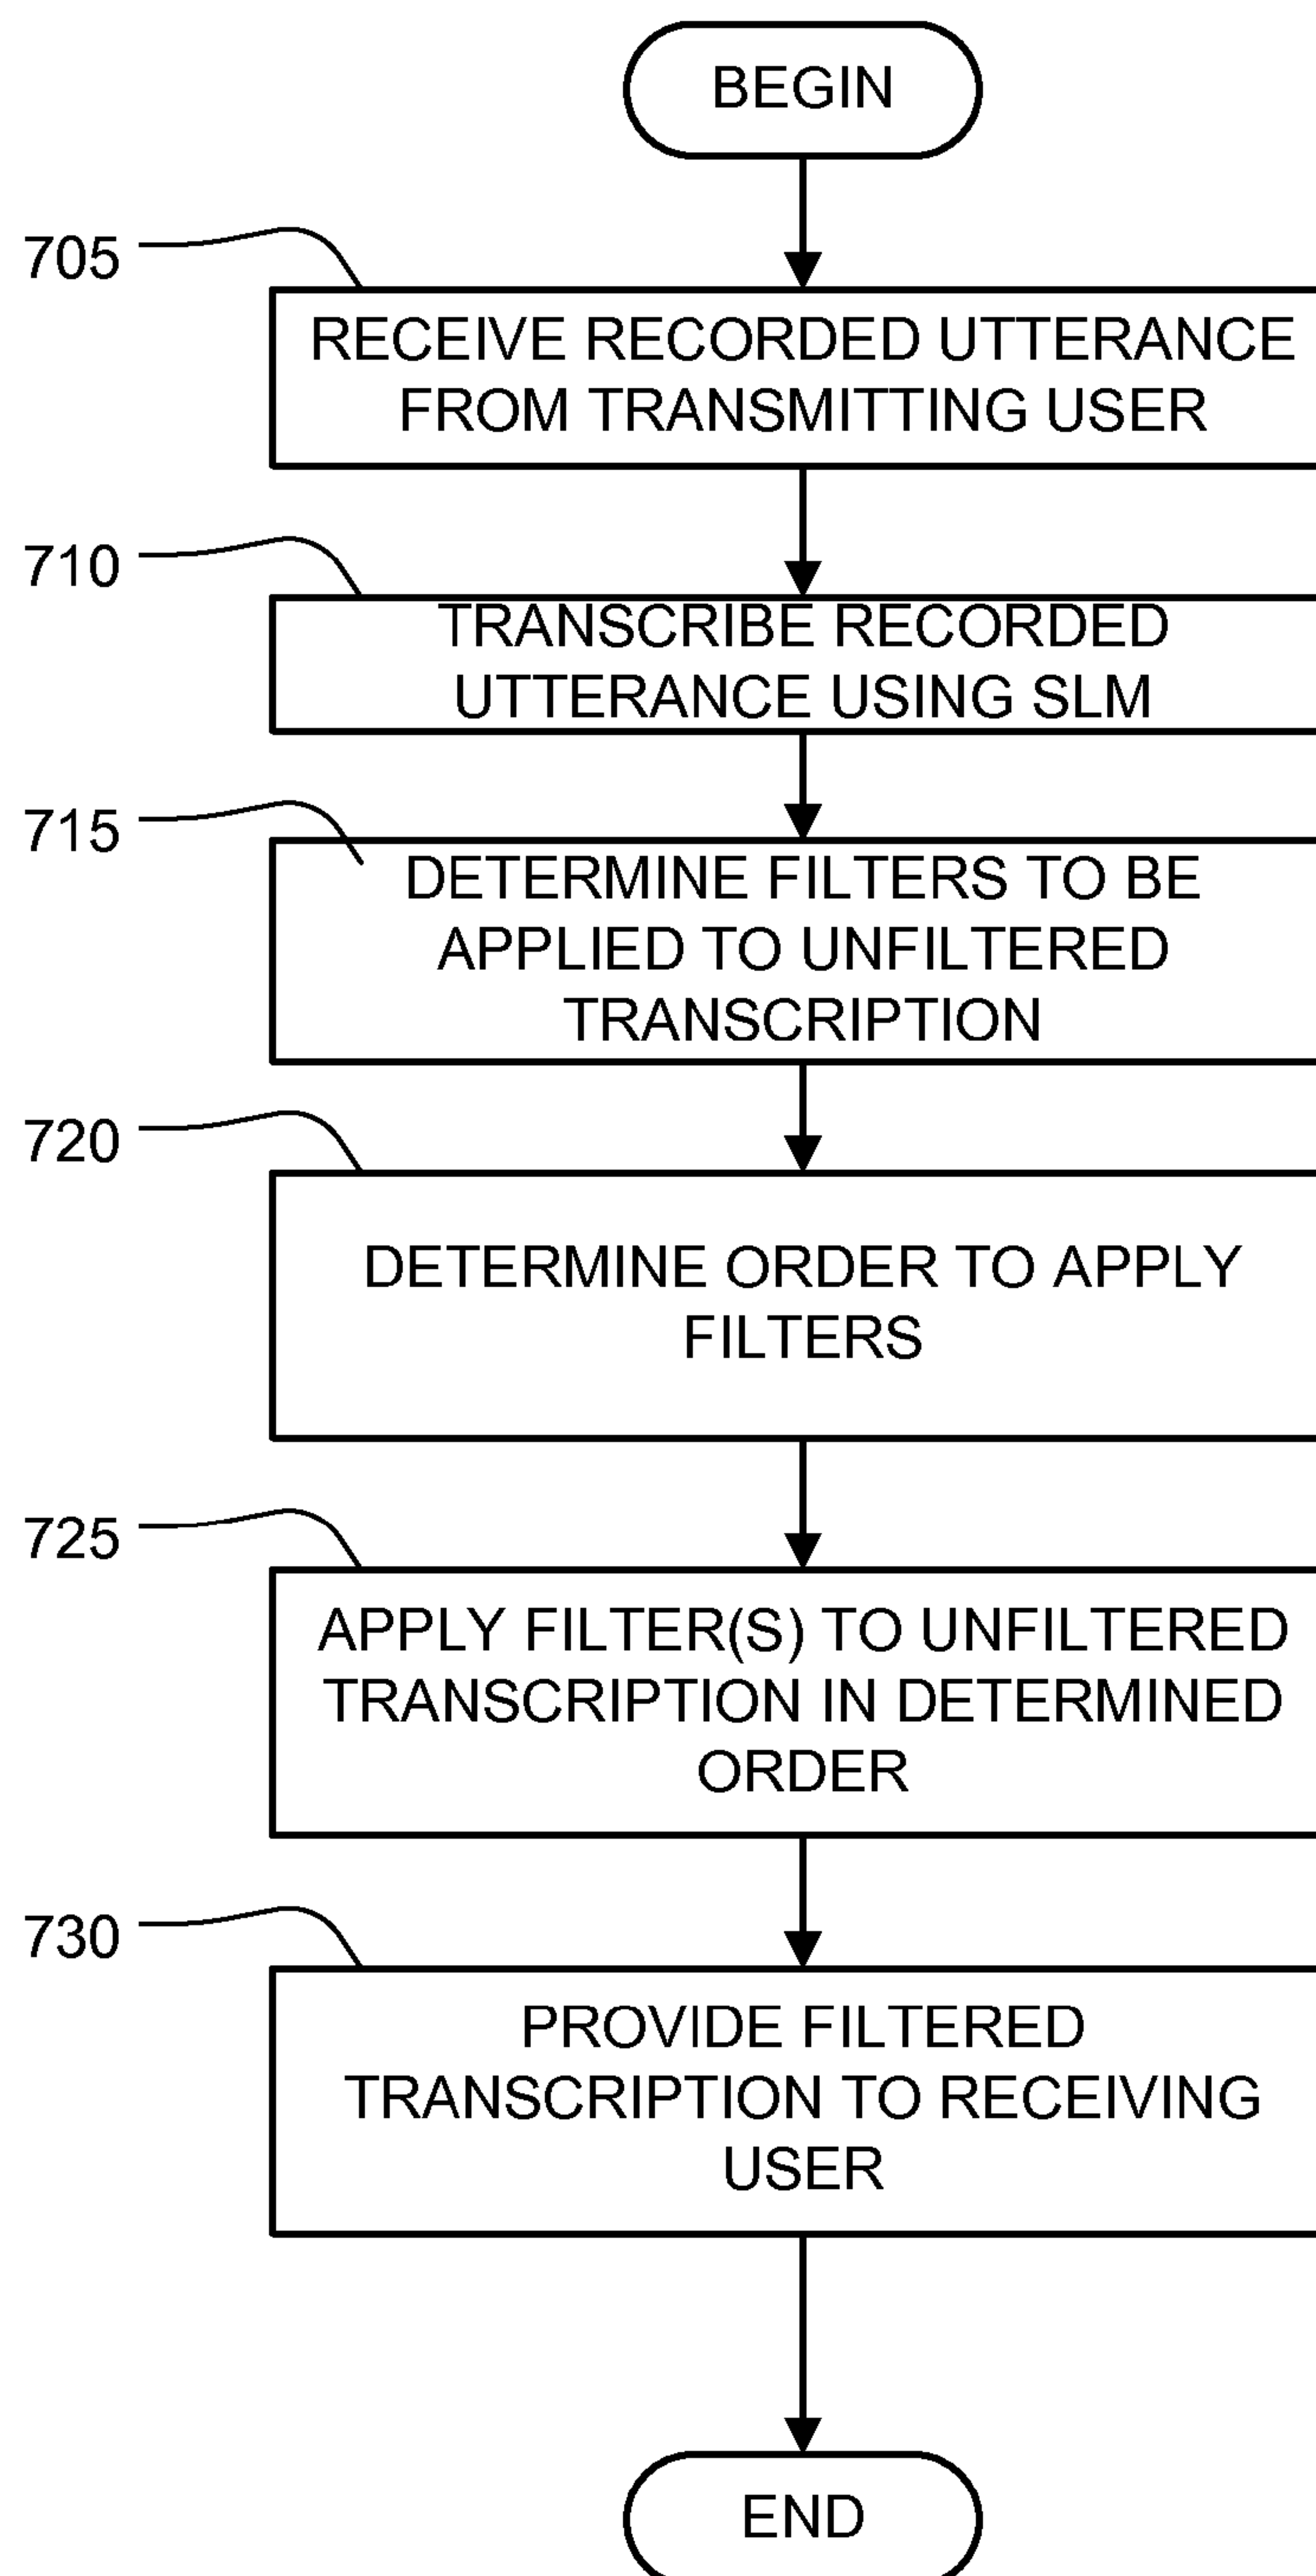 BEGIN
705
RECEIVE RECORDED UTTERANCE
FROM TRANSMITTING USER
710
TRANSCRIBE RECORDED
UTTERANCE USING SLM
715
DETERMINE FILTERS TO BE
APPLIED TO UNFILTERED
TRANSCRIPTION
720
DETERMINE ORDER TO APPLY
FILTERS
725
APPLY FILTER(S) TO UNFILTERED
TRANSCRIPTION IN DETERMINED
ORDER
730
PROVIDE FILTERED
TRANSCRIPTION TO RECEIVING
USER
END